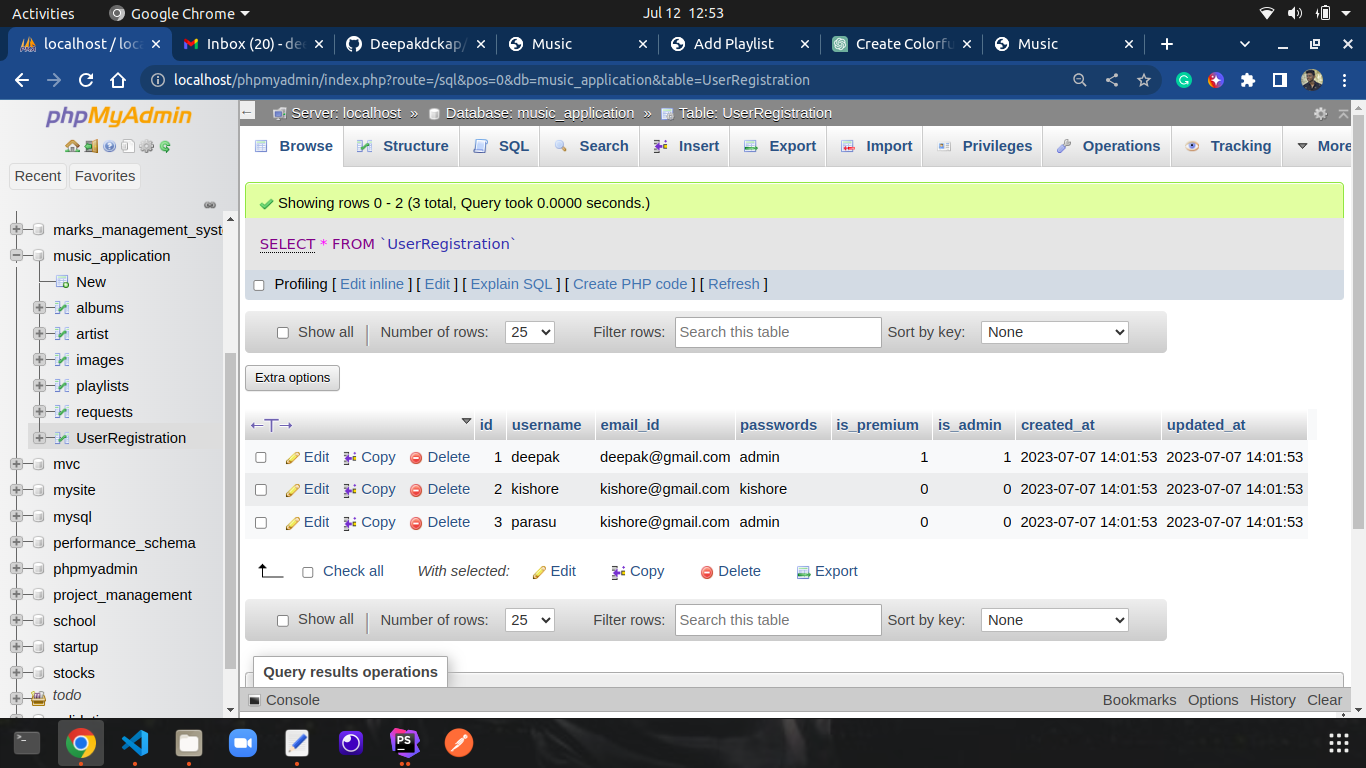 Activities Google Chrome Jul 12 12:53
localhost / loca Inbox (20) - dee Deepakdckap/ Music Add Playlist Create Colorfu Music
localhost/phpmyadmin/index.php?route=/sql&pos=0&db=music_application&table=UserRegistration
phpMyAdmin
Recent Favorites
marks_management_syst
music_application
New
albums
artist
images
playlists
requests
UserRegistration
mvc
mysite
mysql
performance_schema
phpmyadmin
project_management
school
startup
stocks
todo
Server: localhost » Database: music_application » Table: UserRegistration
Browse Structure SQL Search Insert Export Import Privileges Operations Tracking More
Showing rows 0 - 2 (3 total, Query took 0.0000 seconds.)
SELECT * FROM `UserRegistration`
Profiling [ Edit inline ] [ Edit ] [ Explain SQL ] [ Create PHP code ] [ Refresh ]
Show all Number of rows: 25 Filter rows: Search this table Sort by key: None
Extra options
←T→ id username email_id passwords is_premium is_admin created_at updated_at
Edit Copy Delete 1 deepak deepak@gmail.com admin 1 1 2023-07-07 14:01:53 2023-07-07 14:01:53
Edit Copy Delete 2 kishore kishore@gmail.com kishore 0 0 2023-07-07 14:01:53 2023-07-07 14:01:53
Edit Copy Delete 3 parasu kishore@gmail.com admin 0 0 2023-07-07 14:01:53 2023-07-07 14:01:53
Check all With selected: Edit Copy Delete Export
Show all Number of rows: 25 Filter rows: Search this table Sort by key: None
Query results operations
Console Bookmarks Options History Clear